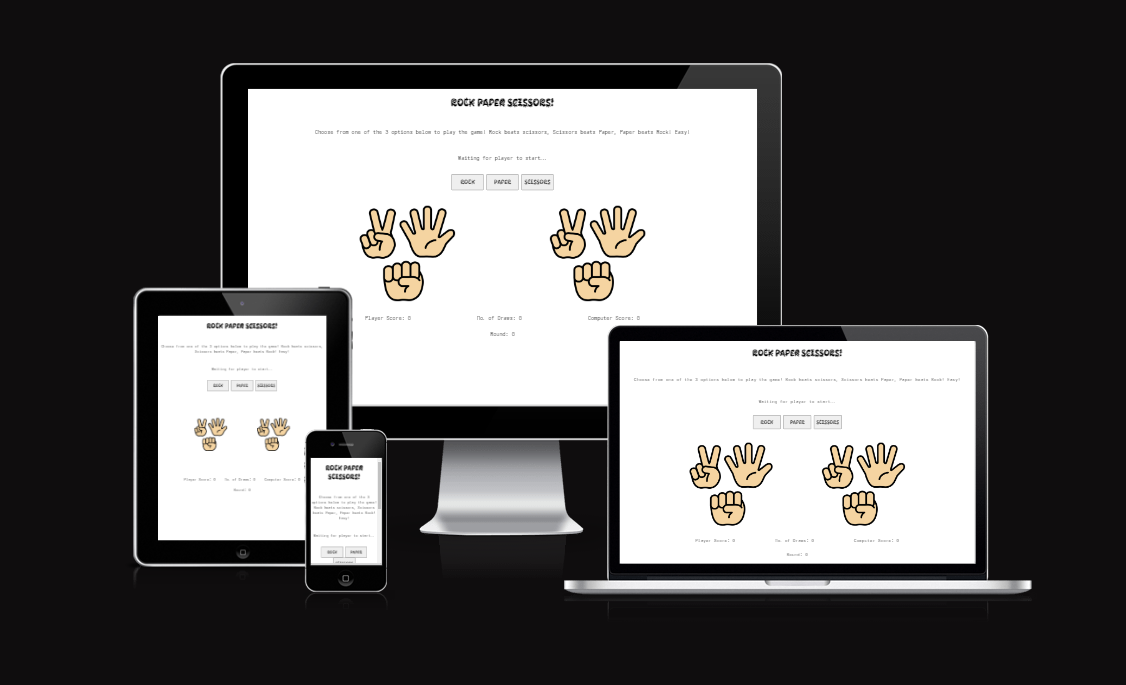 ROCK PAPER SCISSORS!
Choose from one of the 3 options below to play the game! Rock beats scissors, Scissors beats Paper, Paper beats Rock! Easy!
Waiting for player to start...
ROCK PAPER SCISSORS
Player Score: 0 No. of Draws: 0 Computer Score: 0
Round: 0
ROCK PAPER SCISSORS!
Choose from one of the 3 options below to play the game! Rock beats scissors,
Scissors beats Paper, Paper beats Rock! Easy!
Waiting for player to start...
ROCK PAPER SCISSORS
Player Score: 0 No. of Draws: 0 Computer Score: 0
Round: 0
ROCK PAPER
SCISSORS!
Choose from one of the 3
options below to play the game!
Rock beats scissors, Scissors
beats Paper, Paper beats Rock!
Easy!
Waiting for player to start...
ROCK PAPER
ROCK PAPER SCISSORS!
Choose from one of the 3 options below to play the game! Rock beats scissors, Scissors beats Paper, Paper beats Rock! Easy!
Waiting for player to start...
ROCK PAPER SCISSORS
Player Score: 0 No. of Draws: 0 Computer Score: 0
Round: 0